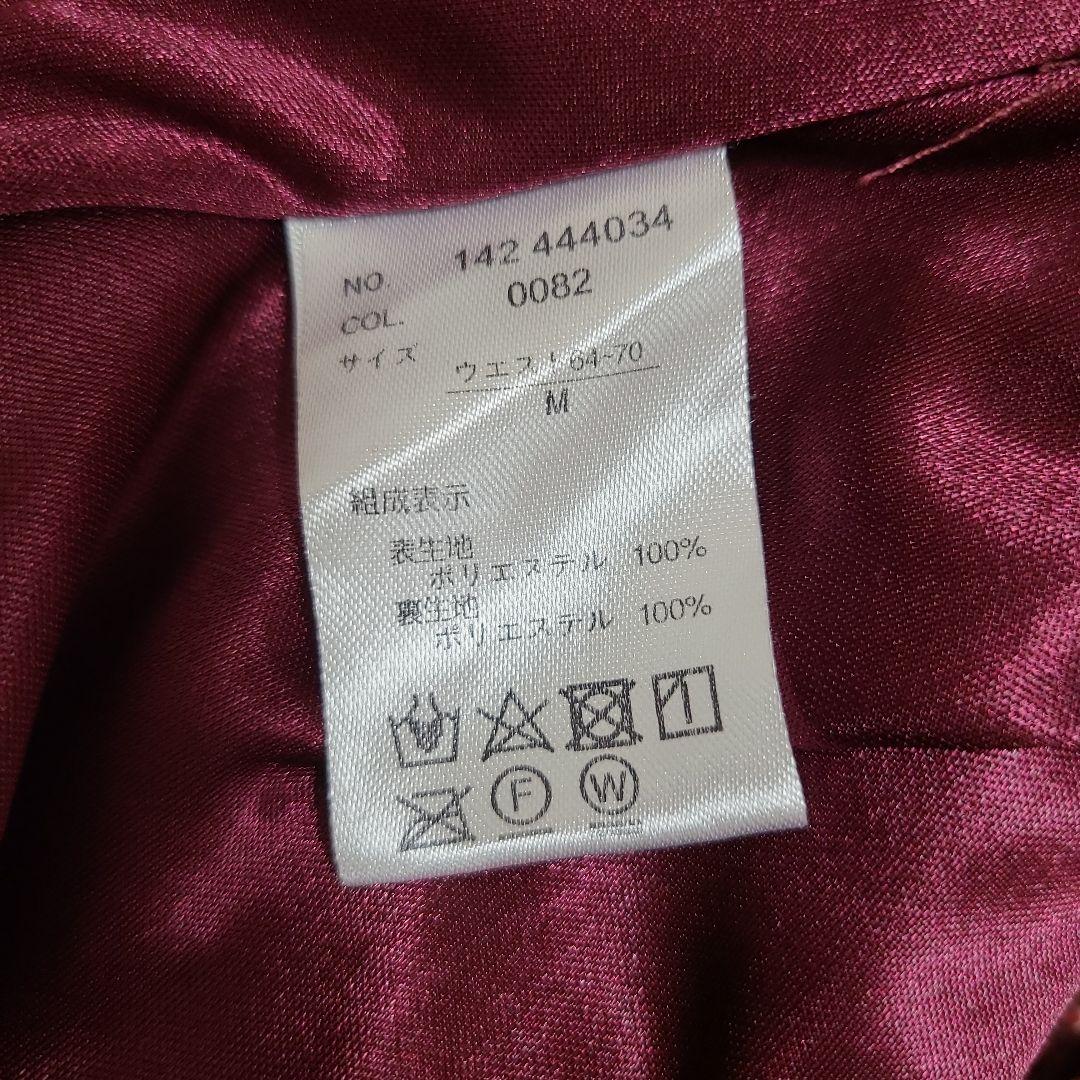 NO 142 444034
COL. 0082
サイズ ウエスト64~70
M
組成表示
表生地
ポリエステル 100%
裏生地
ポリエステル 100%
F W